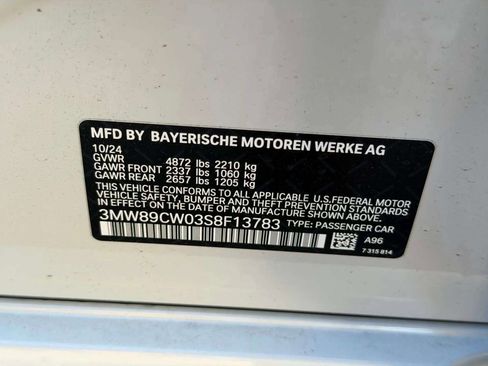 MFD BY BAYERISCHE MOTOREN WERKE AG
10/24
GVWR 4872 lbs 2210 kg
GAWR FRONT 2337 lbs 1060 kg
GAWR REAR 2657 lbs 1205 kg
THIS VEHICLE CONFORMS TO ALL APPLICABLE U.S.FEDERAL MOTOR
VEHICLE SAFETY, BUMPER, AND THEFT PREVENTION STANDARDS IN
EFFECT ON THE DATE OF MANUFACTURE SHOWN ABOVE.
3MW89CW03S8F13783 TYPE: PASSENGER CAR
A96
7 315 814